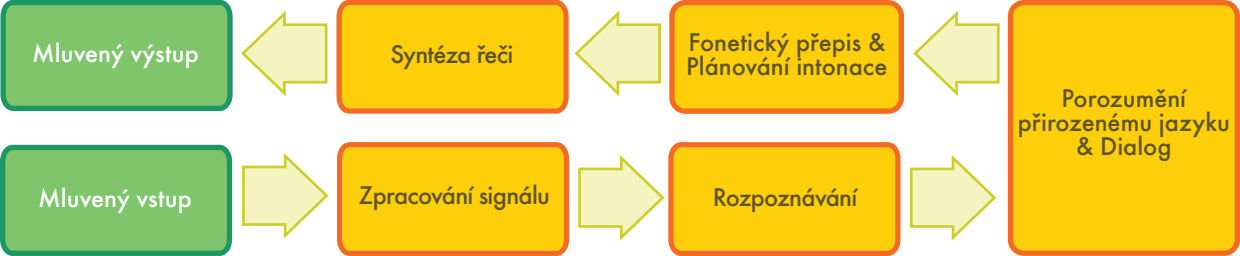 Mluvený výstup
Syntéza řeči
Fonetický přepis &
Plánování intonace
Porozumění
přirozenému jazyku
& Dialog
Mluvený vstup
Zpracování signálu
Rozpoznávání